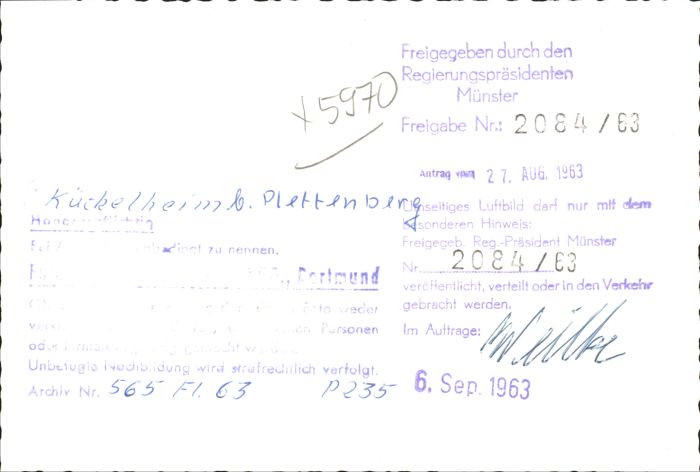 x 5970
Freigegeben durch den
Regierungspräsidenten
Münster
Freigabe Nr.: 2084/63
Antrag vom 27. AUG. 1963
Umseitiges Luftbild darf nur mit dem
besonderen Hinweis:
Freigegeb. Reg.-Präsident Münster
Nr. 2084/63
veröffentlicht, verteilt oder in den Verkehr
gebracht werden.
Im Auftrage:
6. Sep. 1963
Kückelheim b. Plettenberg
Honorarpflichtig
zu nennen.
Dortmund
weder
Personen
oder
Unbefugte Nachbildung wird strafrechtlich verfolgt.
Archiv Nr. 565 Fl. 63 P235